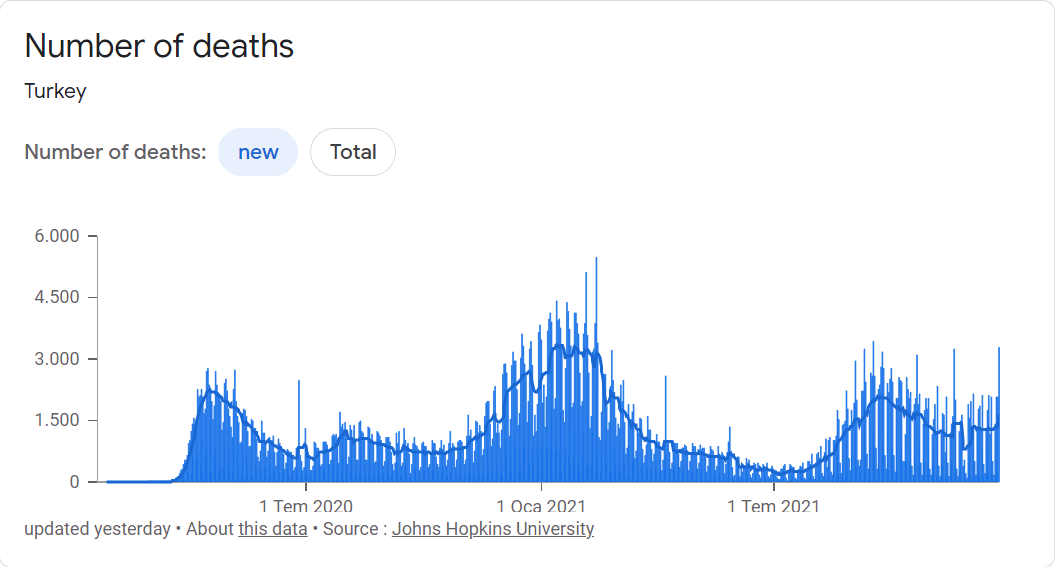 Number of deaths
Turkey
Number of deaths: new Total
6.000
4.500
3.000
1.500
0
1 Tem 2020 1 Oca 2021 1 Tem 2021
updated yesterday • About this data • Source : Johns Hopkins University